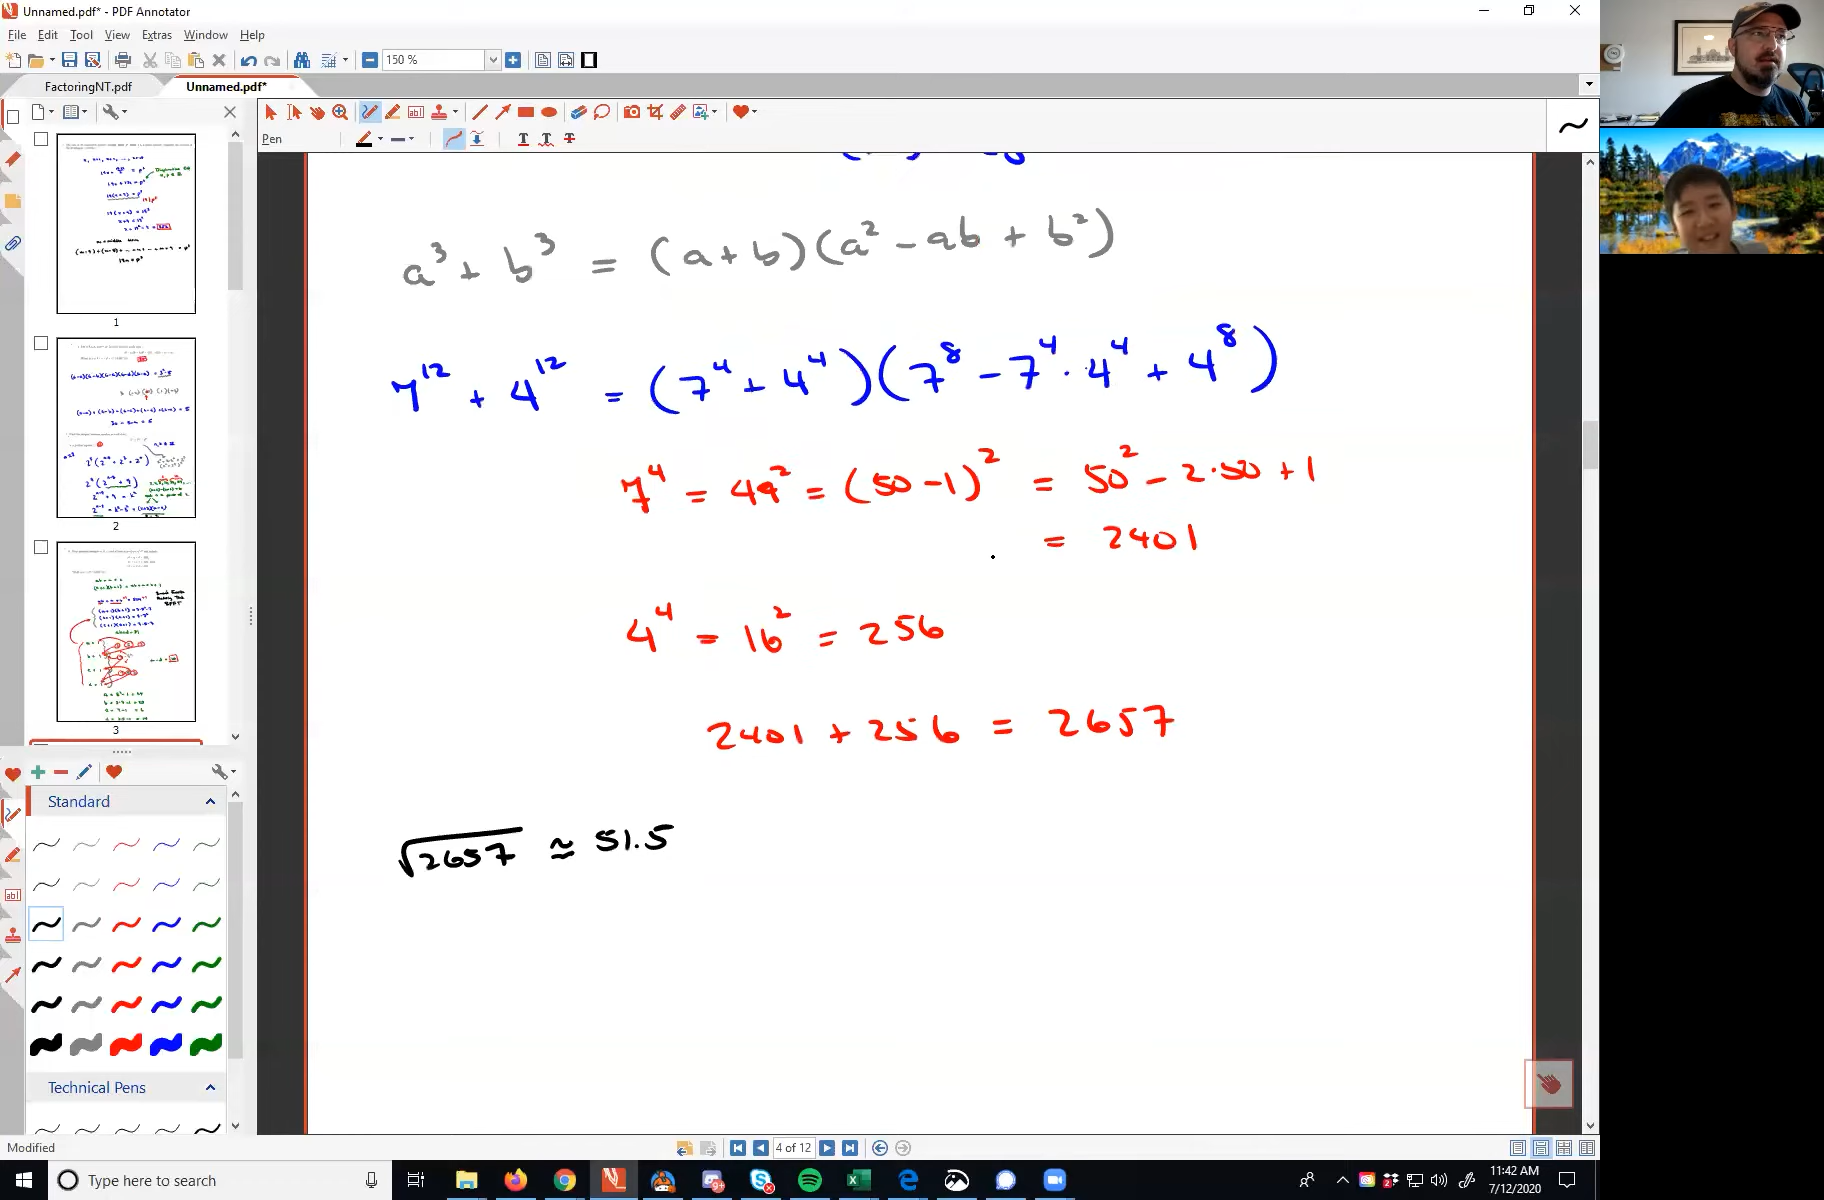 Unnamed.pdf* - PDF Annotator
File Edit Tool View Extras Window Help
150 %
FactoringNT.pdf
Unnamed.pdf*
Pen
1
2
3
Standard
Technical Pens
a³ + b³ = (a+b)(a² - ab + b²)
7¹² + 4¹² = (7⁴ + 4⁴)(7⁸ - 7⁴ · 4⁴ + 4⁸)
7⁴ = 49² = (50 - 1)² = 50² - 2·50 + 1
= 2401
4⁴ = 16² = 256
2401 + 256 = 2657
√2657 ≈ 51.5
Modified
4 of 12
Type here to search
11:42 AM
7/12/2020